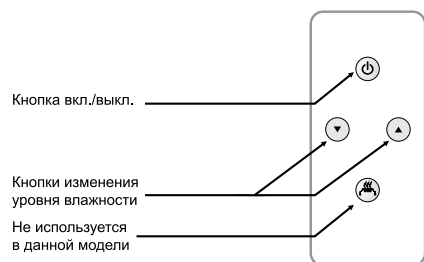 Кнопка вкл./выкл.
Кнопки изменения
уровня влажности
Не используется
в данной модели